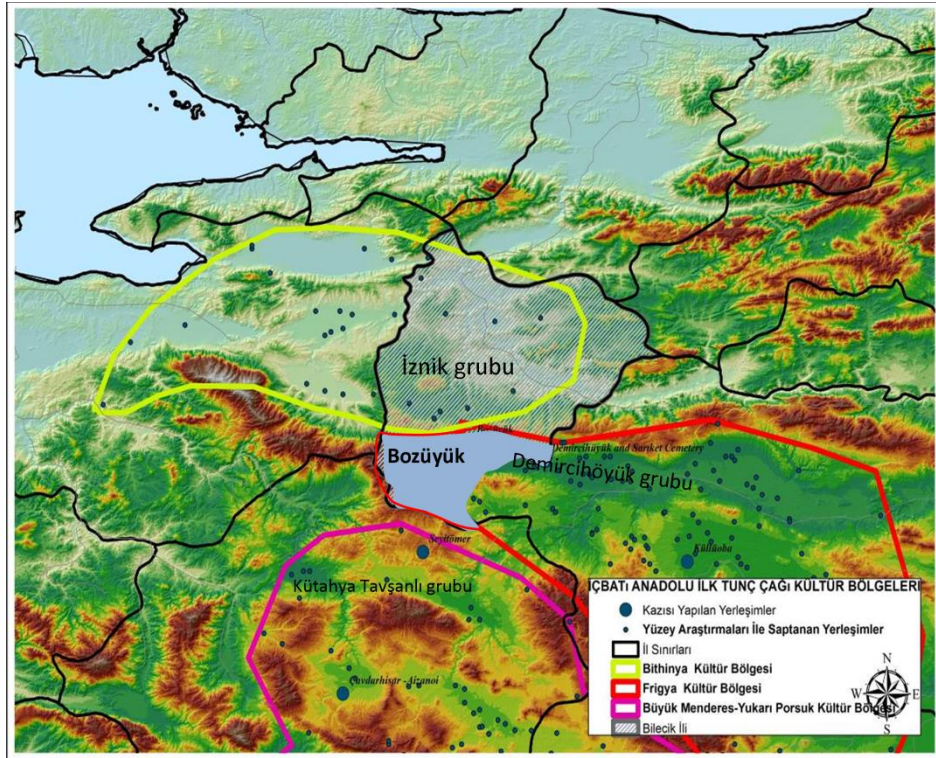 İznik grubu
Bozüyük
Demircihüyük and Sarıket Cemetery
Demircihöyük grubu
Seyitömer
Küllüoba
Kütahya Tavşanlı grubu
Çavdarhisar -Aizanoi
İÇBATI ANADOLU İLK TUNÇ ÇAĞI KÜLTÜR BÖLGELERİ
Kazısı Yapılan Yerleşimler
Yüzey Araştırmaları İle Saptanan Yerleşimler
İl Sınırları
Bithinya Kültür Bölgesi
Frigya Kültür Bölgesi
Büyük Menderes-Yukarı Porsuk Kültür Bölgesi
Bilecik İli
N
W
E
S